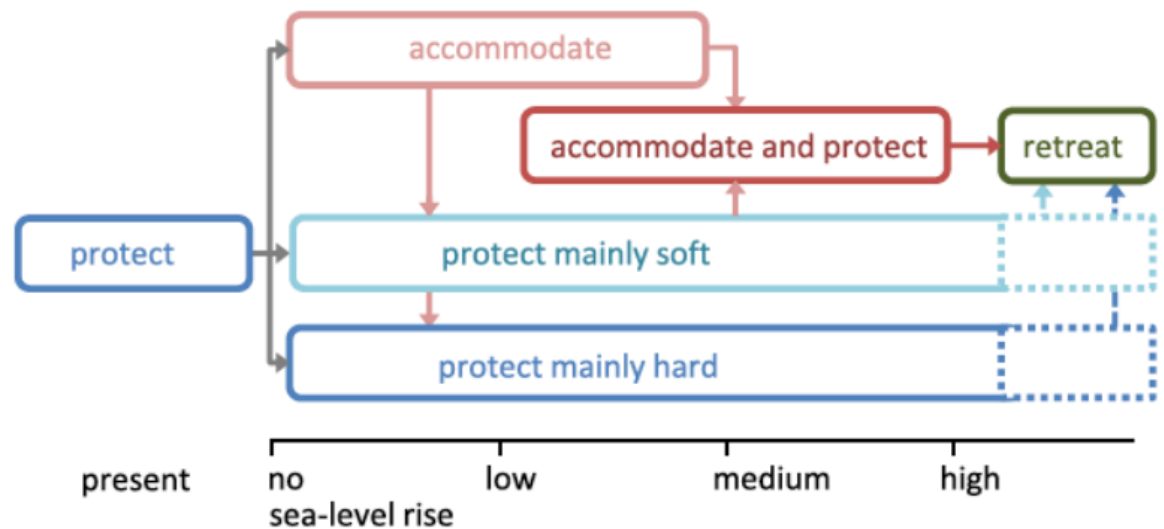 accommodate
accommodate and protect
retreat
protect
protect mainly soft
protect mainly hard
present
no
low
medium
high
sea-level rise